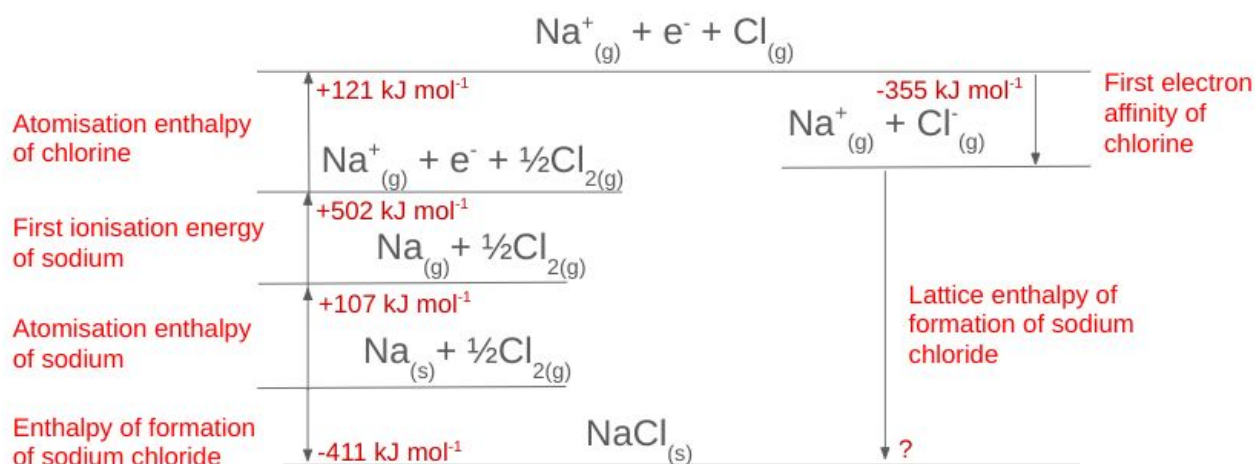 Na⁺(g) + e⁻ + Cl(g)
+121 kJ mol⁻¹
-355 kJ mol⁻¹
First electron
affinity of
chlorine
Atomisation enthalpy
of chlorine
Na⁺(g) + Cl⁻(g)
Na⁺(g) + e⁻ + ½Cl₂(g)
+502 kJ mol⁻¹
First ionisation energy
of sodium
Na(g) + ½Cl₂(g)
+107 kJ mol⁻¹
Lattice enthalpy of
formation of sodium
chloride
Atomisation enthalpy
of sodium
Na(s) + ½Cl₂(g)
Enthalpy of formation
of sodium chloride
-411 kJ mol⁻¹
NaCl(s)
?